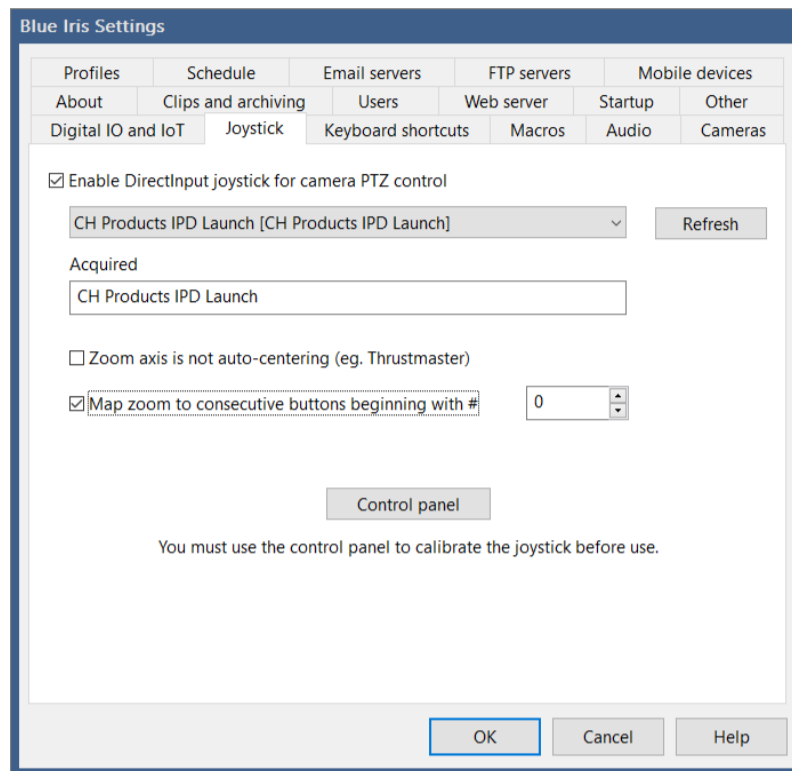 Blue Iris Settings
Profiles Schedule Email servers FTP servers Mobile devices
About Clips and archiving Users Web server Startup Other
Digital IO and IoT Joystick Keyboard shortcuts Macros Audio Cameras
Enable DirectInput joystick for camera PTZ control
CH Products IPD Launch [CH Products IPD Launch] Refresh
Acquired
CH Products IPD Launch
Zoom axis is not auto-centering (eg. Thrustmaster)
Map zoom to consecutive buttons beginning with # 0
Control panel
You must use the control panel to calibrate the joystick before use.
OK Cancel Help